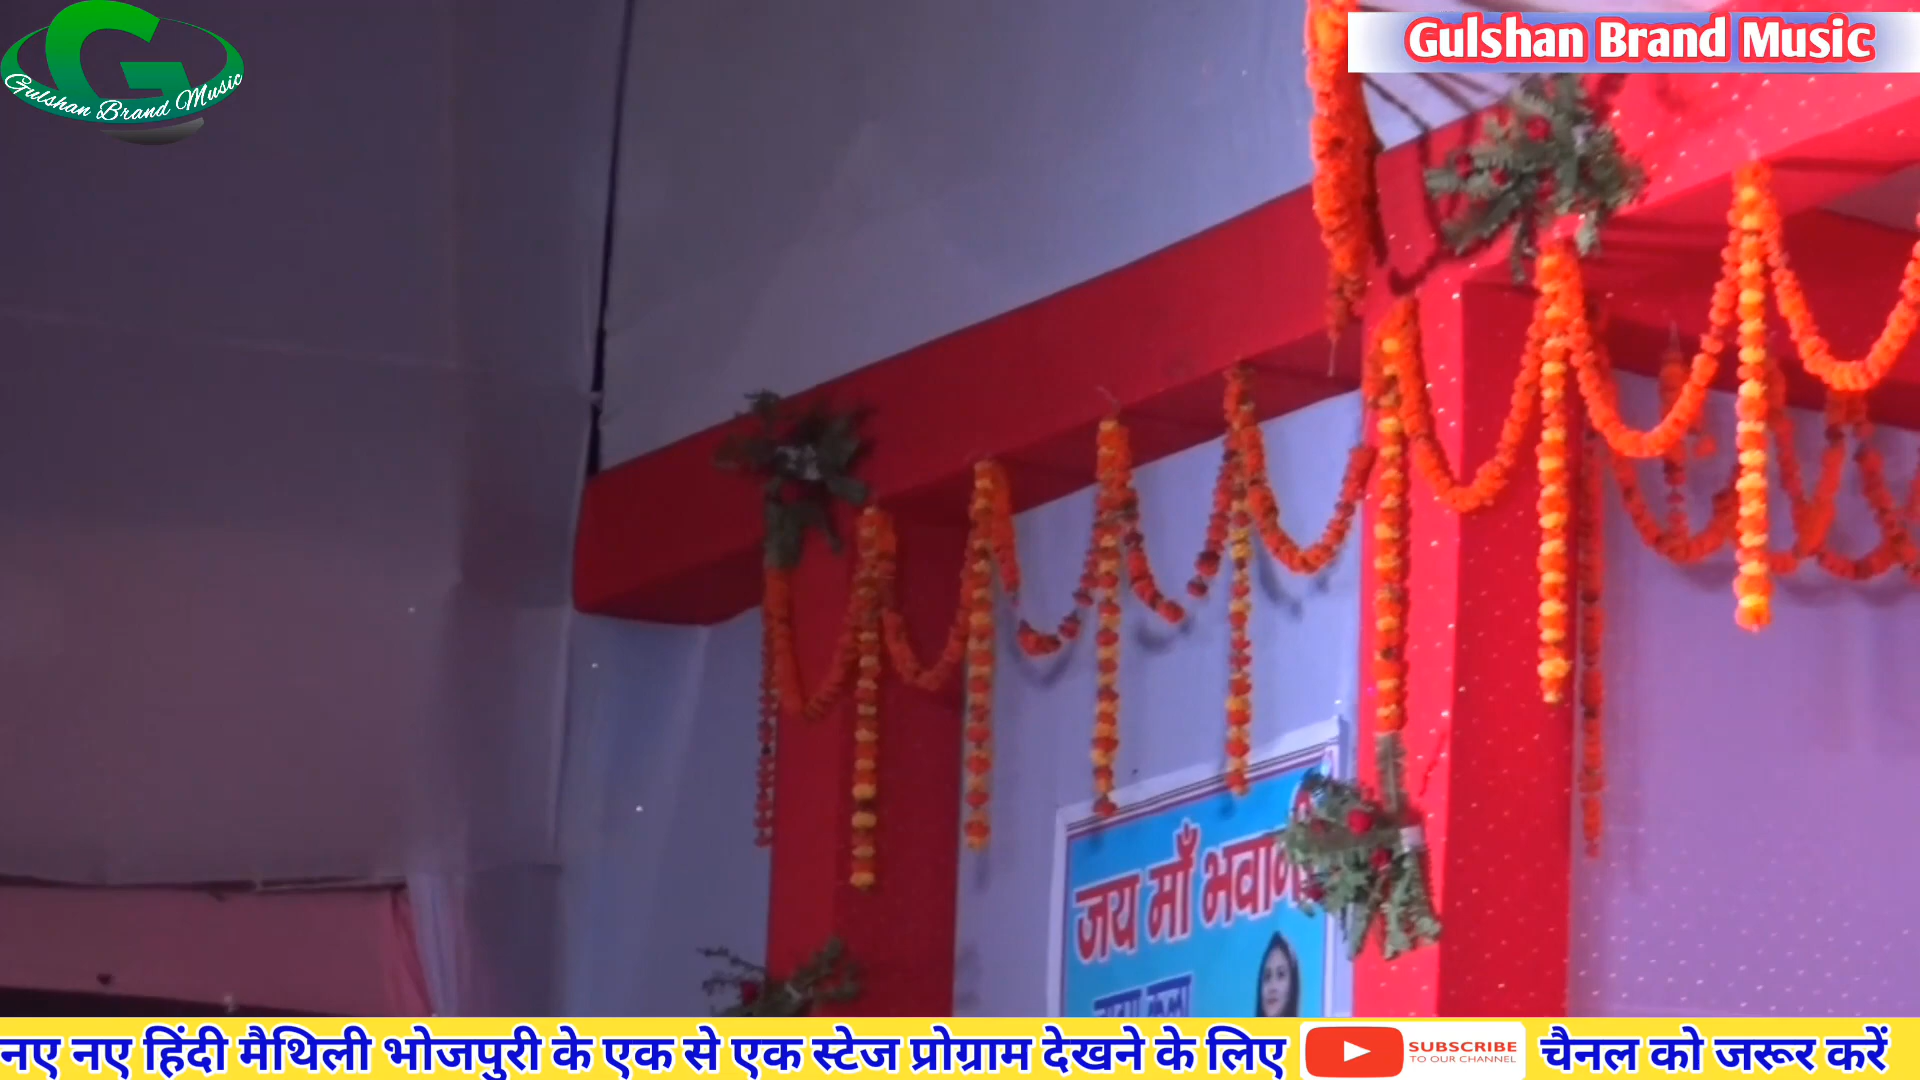 Gulshan Brand Music
Gulshan Brand Music
जय माँ
नए नए हिंदी मैथिली भोजपुरी के एक से एक स्टेज प्रोग्राम देखने के लिए SUBSCRIBE TO OUR CHANNEL चैनल को जरूर करें